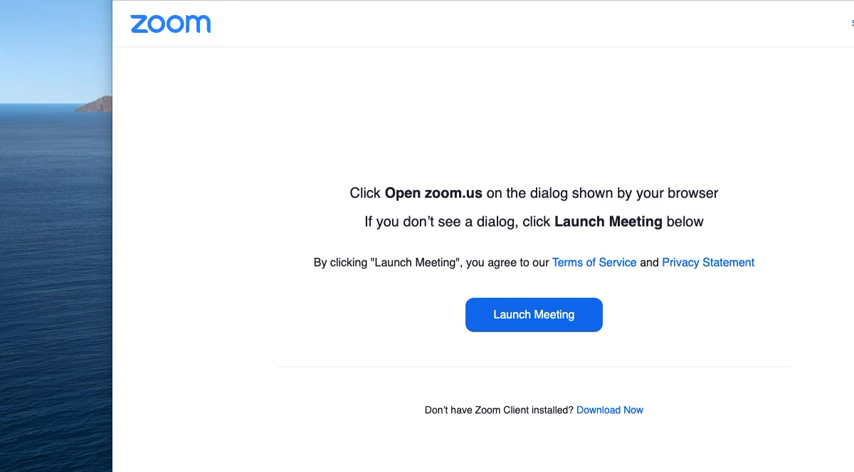 zoom
Click Open zoom.us on the dialog shown by your browser
If you don’t see a dialog, click Launch Meeting below
By clicking "Launch Meeting", you agree to our Terms of Service and Privacy Statement
Launch Meeting
Don’t have Zoom Client installed? Download Now